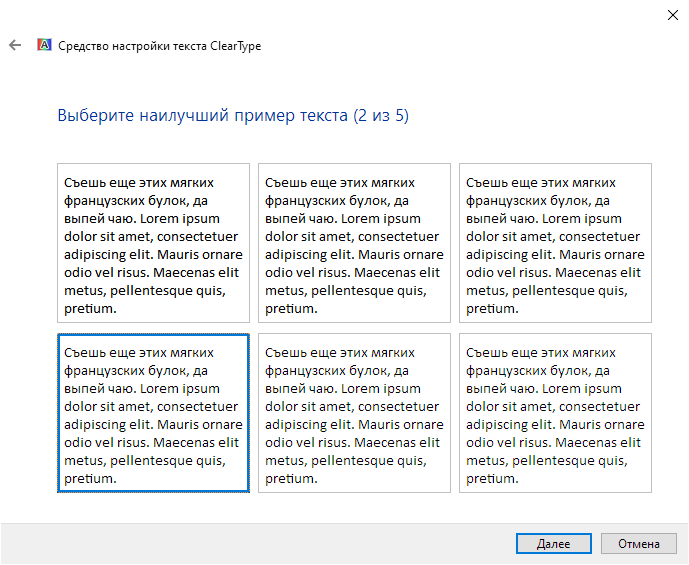 Средство настройки текста ClearType
Выберите наилучший пример текста (2 из 5)
Съешь еще этих мягких
французских булок, да
выпей чаю. Lorem ipsum
dolor sit amet, consectetuer
adipiscing elit. Mauris ornare
odio vel risus. Maecenas elit
metus, pellentesque quis,
pretium.
Съешь еще этих мягких
французских булок, да
выпей чаю. Lorem ipsum
dolor sit amet, consectetuer
adipiscing elit. Mauris ornare
odio vel risus. Maecenas elit
metus, pellentesque quis,
pretium.
Съешь еще этих мягких
французских булок, да
выпей чаю. Lorem ipsum
dolor sit amet, consectetuer
adipiscing elit. Mauris ornare
odio vel risus. Maecenas elit
metus, pellentesque quis,
pretium.
Съешь еще этих мягких
французских булок, да
выпей чаю. Lorem ipsum
dolor sit amet, consectetuer
adipiscing elit. Mauris ornare
odio vel risus. Maecenas elit
metus, pellentesque quis,
pretium.
Съешь еще этих мягких
французских булок, да
выпей чаю. Lorem ipsum
dolor sit amet, consectetuer
adipiscing elit. Mauris ornare
odio vel risus. Maecenas elit
metus, pellentesque quis,
pretium.
Съешь еще этих мягких
французских булок, да
выпей чаю. Lorem ipsum
dolor sit amet, consectetuer
adipiscing elit. Mauris ornare
odio vel risus. Maecenas elit
metus, pellentesque quis,
pretium.
Далее
Отмена